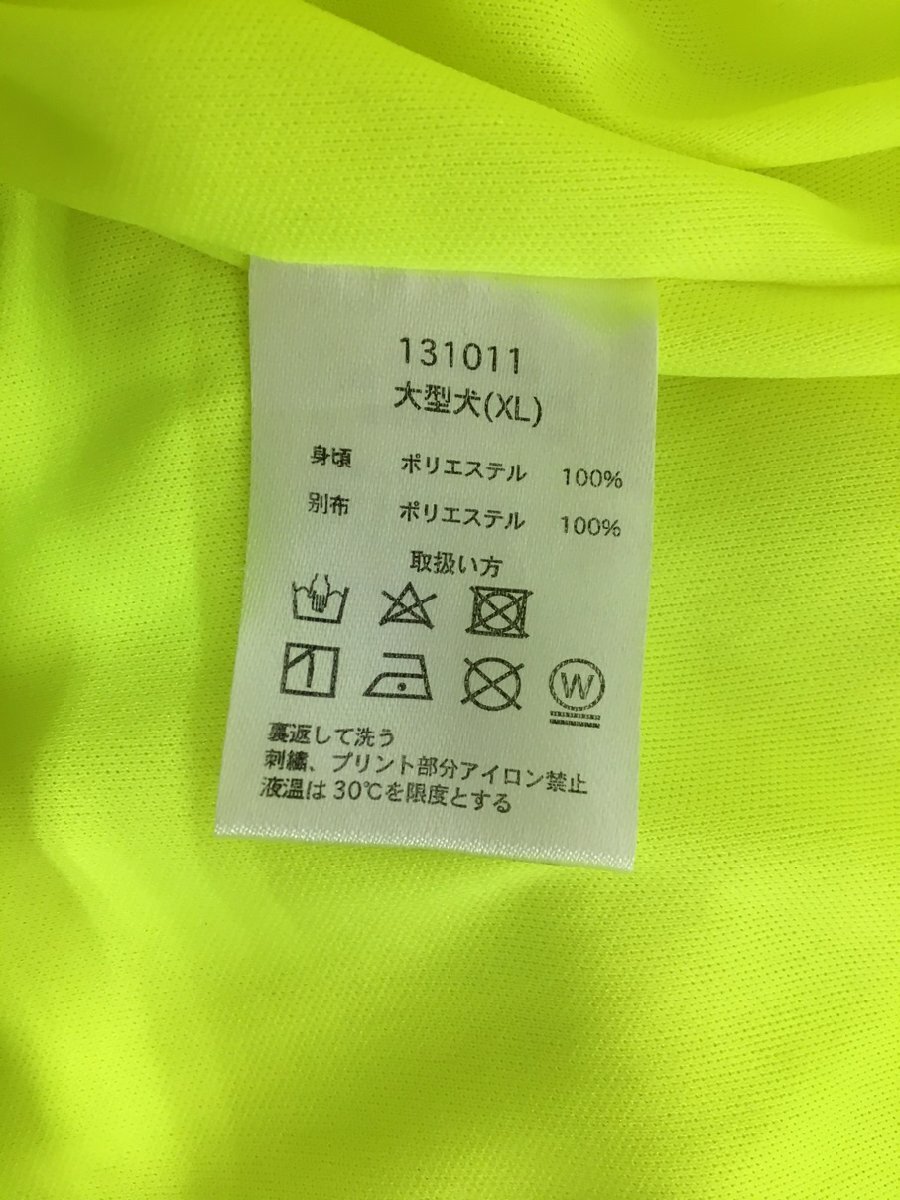 131011
大型犬(XL)
身頃 ポリエステル 100%
別布 ポリエステル 100%
取扱い方
W
裏返して洗う
刺繍、プリント部分アイロン禁止
液温は30℃を限度とする